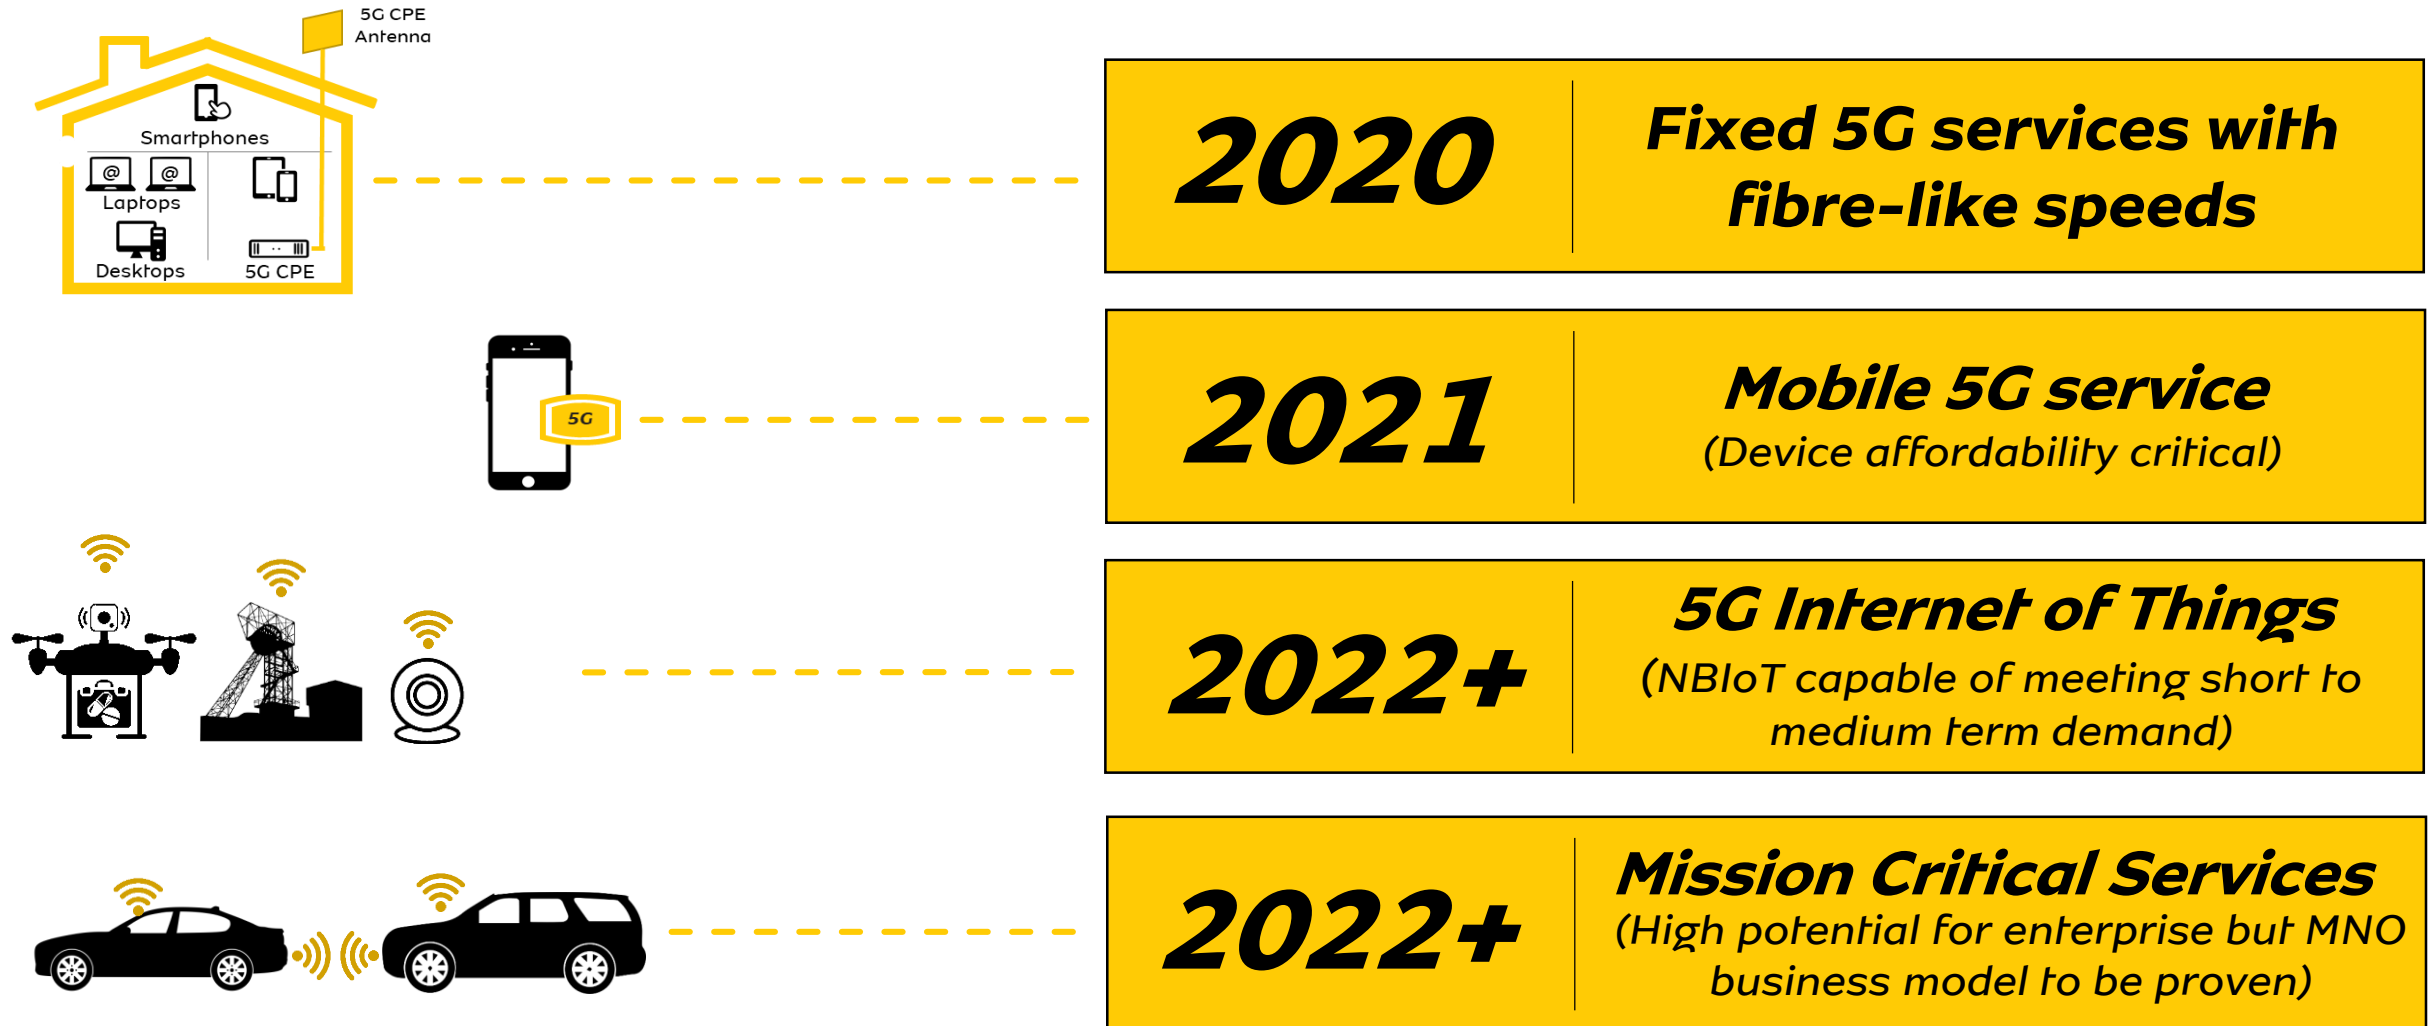 5G CPE
Antenna
Smartphones
@ @
Laptops
Desktops
5G CPE
2020
Fixed 5G services with
fibre-like speeds
5G
2021
Mobile 5G service
(Device affordability critical)
2022+
5G Internet of Things
(NBIoT capable of meeting short to
medium term demand)
2022+
Mission Critical Services
(High potential for enterprise but MNO
business model to be proven)